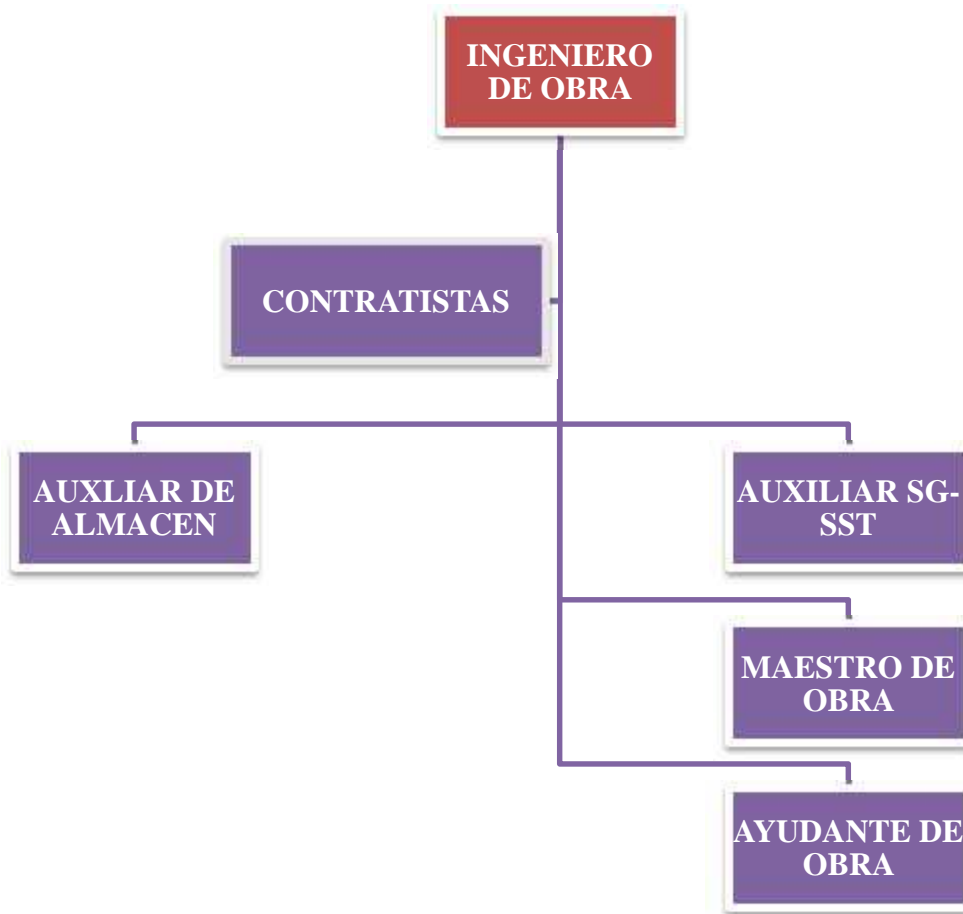 INGENIERO
DE OBRA
CONTRATISTAS
AUXLIAR DE
ALMACEN
AUXILIAR SG-
SST
MAESTRO DE
OBRA
AYUDANTE DE
OBRA